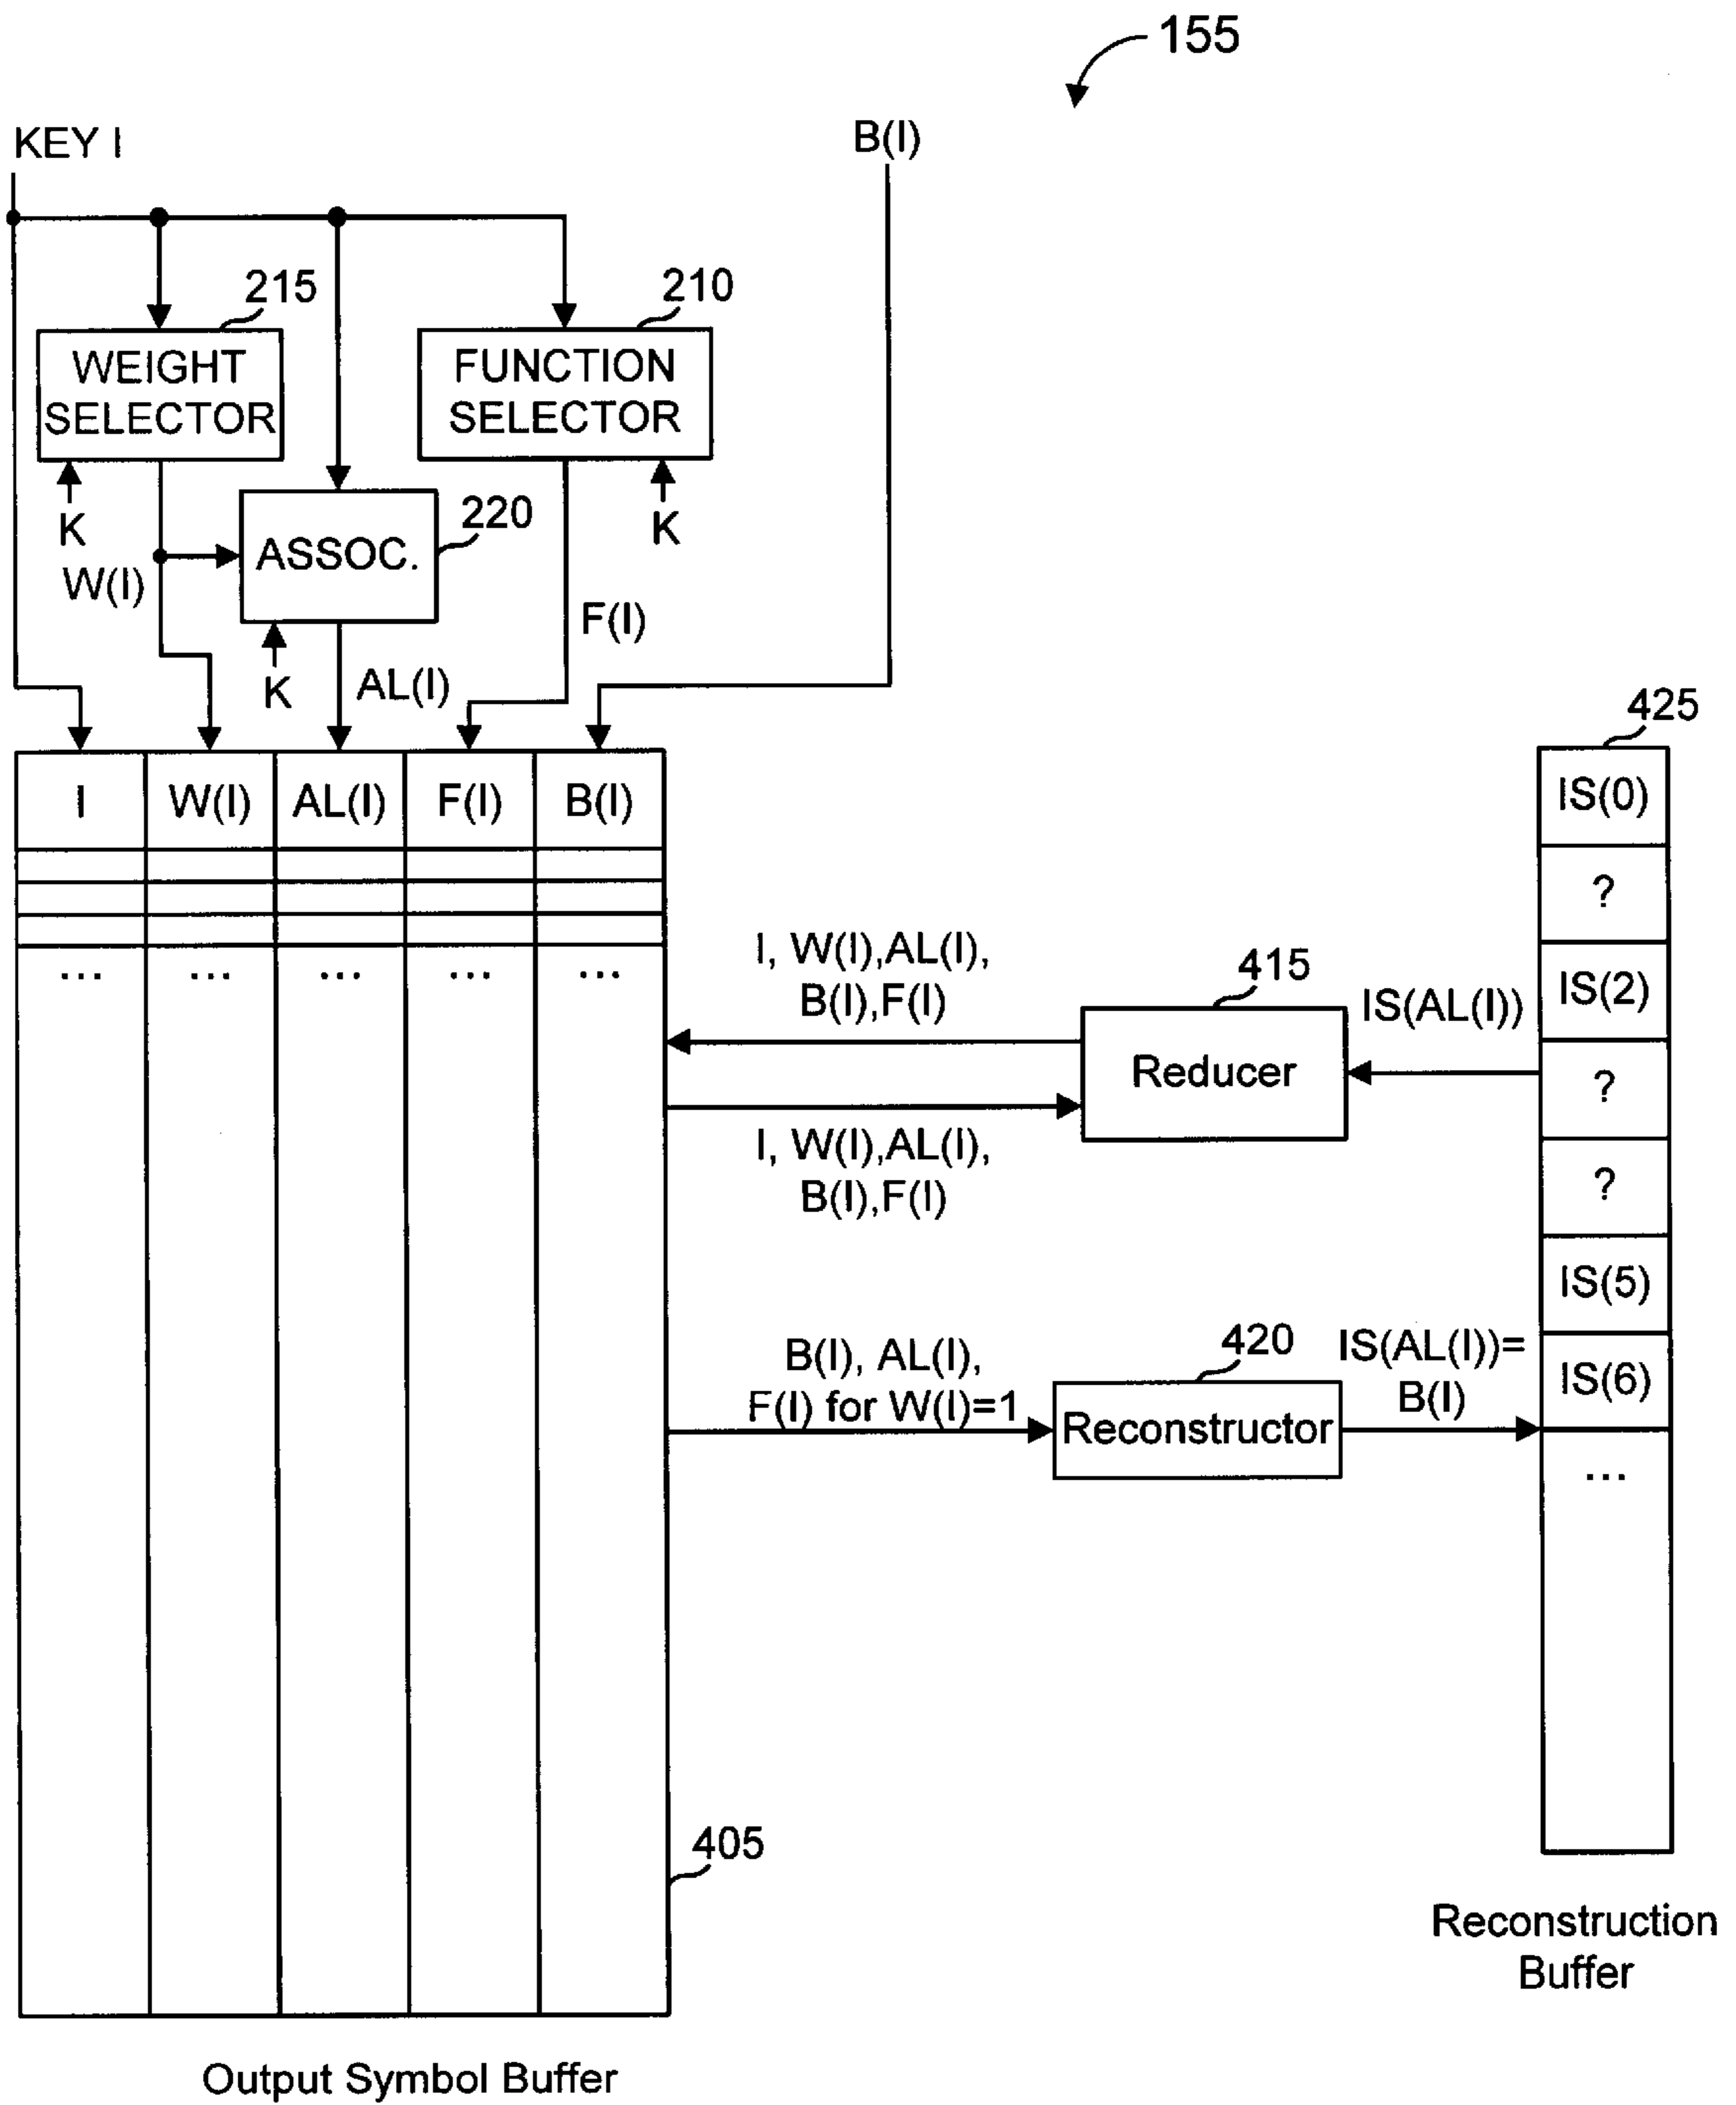 155
KEY I
B(I)
215
210
WEIGHT
SELECTOR
FUNCTION
SELECTOR
K
220
K
ASSOC.
W(I)
F(I)
K
AL(I)
425
I
W(I)
AL(I)
F(I)
B(I)
IS(0)
?
IS(2)
?
?
IS(5)
IS(6)
...
... ... ... ... ...
I, W(I),AL(I),
B(I),F(I)
415
IS(AL(I))
Reducer
I, W(I),AL(I),
B(I),F(I)
B(I), AL(I),
F(I) for W(I)=1
420
Reconstructor
IS(AL(I))=
B(I)
405
Reconstruction
Buffer
Output Symbol Buffer